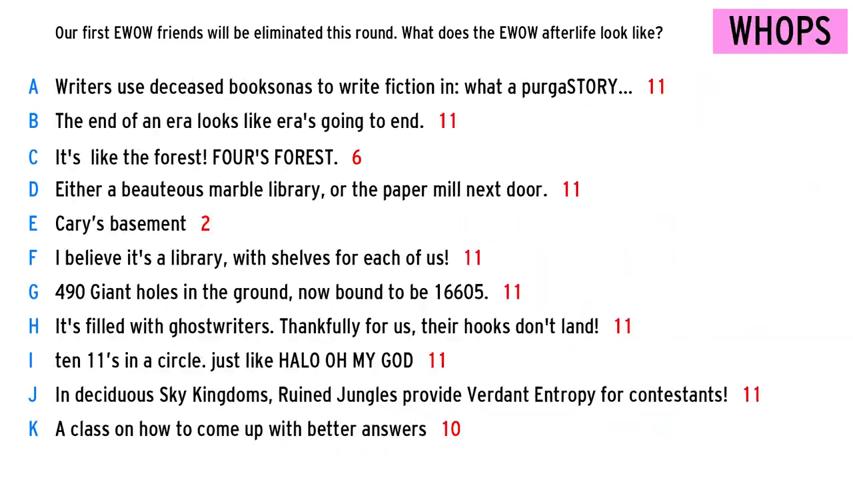 Our first EWOW friends will be eliminated this round. What does the EWOW afterlife look like?
WHOPS
A Writers use deceased booksonas to write fiction in: what a purgaSTORY... 11
B The end of an era looks like era's going to end. 11
C It's  like the forest! FOUR'S FOREST. 6
D Either a beauteous marble library, or the paper mill next door. 11
E Cary’s basement 2
F I believe it's a library, with shelves for each of us! 11
G 490 Giant holes in the ground, now bound to be 16605. 11
H It's filled with ghostwriters. Thankfully for us, their hooks don't land! 11
I ten 11’s in a circle. just like HALO OH MY GOD 11
J In deciduous Sky Kingdoms, Ruined Jungles provide Verdant Entropy for contestants! 11
K A class on how to come up with better answers 10